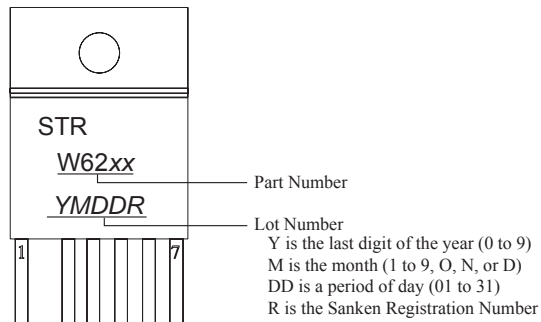 STR
W62xx
YMDDR
1 7
Part Number
Lot Number
Y is the last digit of the year (0 to 9)
M is the month (1 to 9, O, N, or D)
DD is a period of day (01 to 31)
R is the Sanken Registration Number